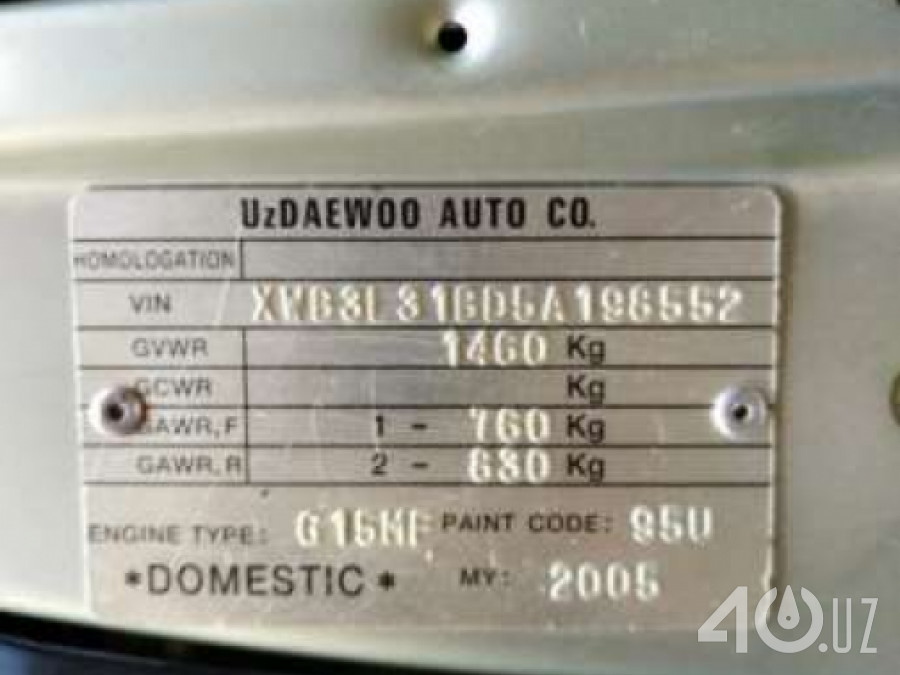 UzDAEWOO AUTO CO.
HOMOLOGATION
VIN XWB3L31BD5A196552
GVWR 1460 Kg
GCWR Kg
GAWR,F 1 - 760 Kg
GAWR,R 2 - 680 Kg
ENGINE TYPE: G15MF PAINT CODE: 95U
*DOMESTIC* MY: 2005
40.UZ